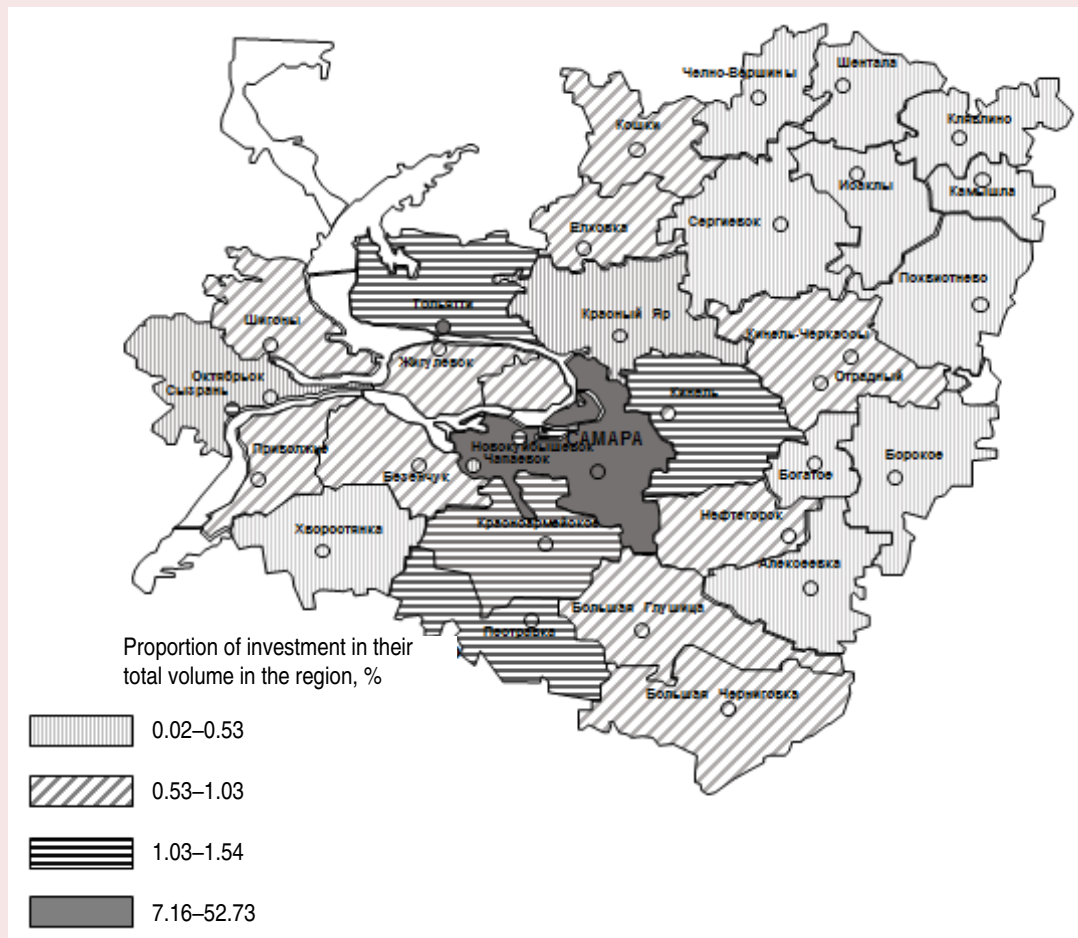 Челно-Вершины
Шентала
Кошки
Клявлино
Исаклы
Камышла
Сергиевск
Елховка
Похвистнево
Тольятти
Красный Яр
Шигоны
Кинель-Черкассы
Жигулевск
Октябрьск
Отрадный
Сызрань
Кинель
САМАРА
Новокуйбышевск
Чапаевск
Приволжье
Безенчук
Богатое
Борское
Нефтегорск
Хворостянка
Красноармейское
Алексеевка
Большая Глушица
Пестравка
Большая Черниговка
Proportion of investment in their
total volume in the region, %
0.02–0.53
0.53–1.03
1.03–1.54
7.16–52.73